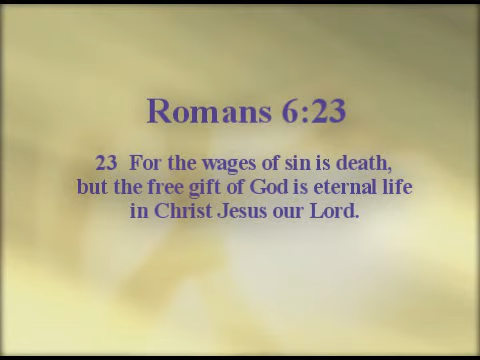 Romans 6:23
23 For the wages of sin is death,
but the free gift of God is eternal life
in Christ Jesus our Lord.